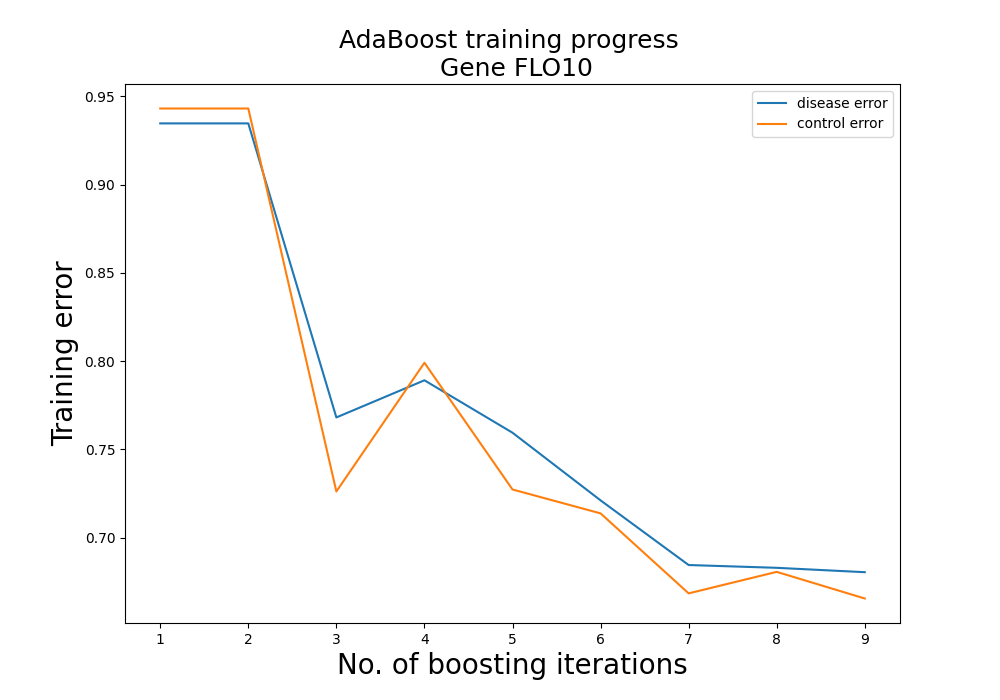 AdaBoost training progress
Gene FLO10
disease error
control error
Training error
0.95
0.90
0.85
0.80
0.75
0.70
1 2 3 4 5 6 7 8 9
No. of boosting iterations